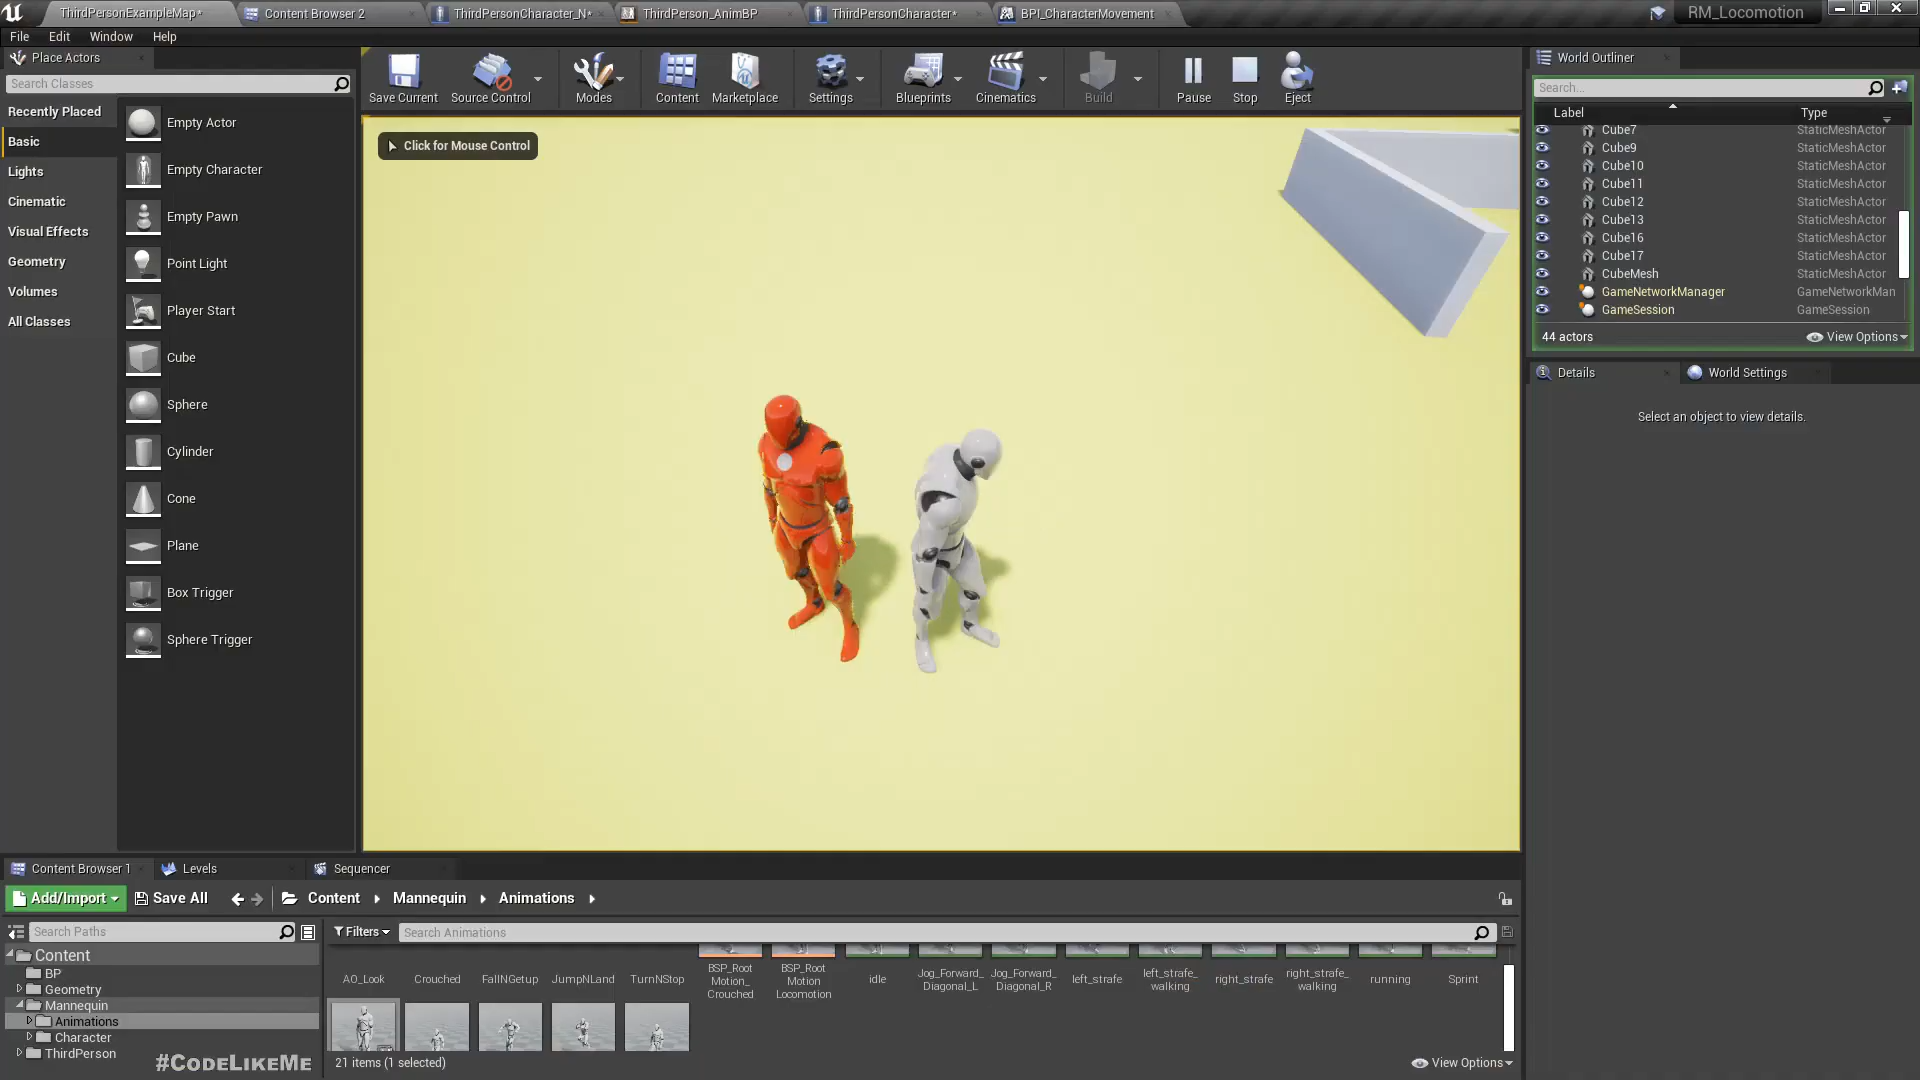 ThirdPersonExampleMap*
Content Browser 2
ThirdPersonCharacter_N*
ThirdPerson_AnimBP
ThirdPersonCharacter*
BPI_CharacterMovement
RM_Locomotion
File
Edit
Window
Help
Place Actors
Search Classes
Recently Placed
Basic
Lights
Cinematic
Visual Effects
Geometry
Volumes
All Classes
Empty Actor
Empty Character
Empty Pawn
Point Light
Player Start
Cube
Sphere
Cylinder
Cone
Plane
Box Trigger
Sphere Trigger
Save Current
Source Control
Modes
Content
Marketplace
Settings
Blueprints
Cinematics
Build
Pause
Stop
Eject
Click for Mouse Control
World Outliner
Search...
Label
Type
Cube7 StaticMeshActor
Cube9 StaticMeshActor
Cube10 StaticMeshActor
Cube11 StaticMeshActor
Cube12 StaticMeshActor
Cube13 StaticMeshActor
Cube16 StaticMeshActor
Cube17 StaticMeshActor
CubeMesh StaticMeshActor
GameNetworkManager GameNetworkMan
GameSession GameSession
44 actors
View Options
Details
World Settings
Select an object to view details.
Content Browser 1
Levels
Sequencer
Add/Import
Save All
Content
Mannequin
Animations
Search Paths
Filters
Search Animations
Content
BP
Geometry
Mannequin
Animations
Character
ThirdPerson
#CODELIKEME
AO_Look
Crouched
FallNGetup
JumpNLand
TurnNStop
BSP_Root
Motion_
Crouched
BSP_Root
Motion
Locomotion
idle
Jog_Forward_
Diagonal_L
Jog_Forward_
Diagonal_R
left_strafe
left_strafe_
walking
right_strafe
right_strafe_
walking
running
Sprint
21 items (1 selected)
View Options